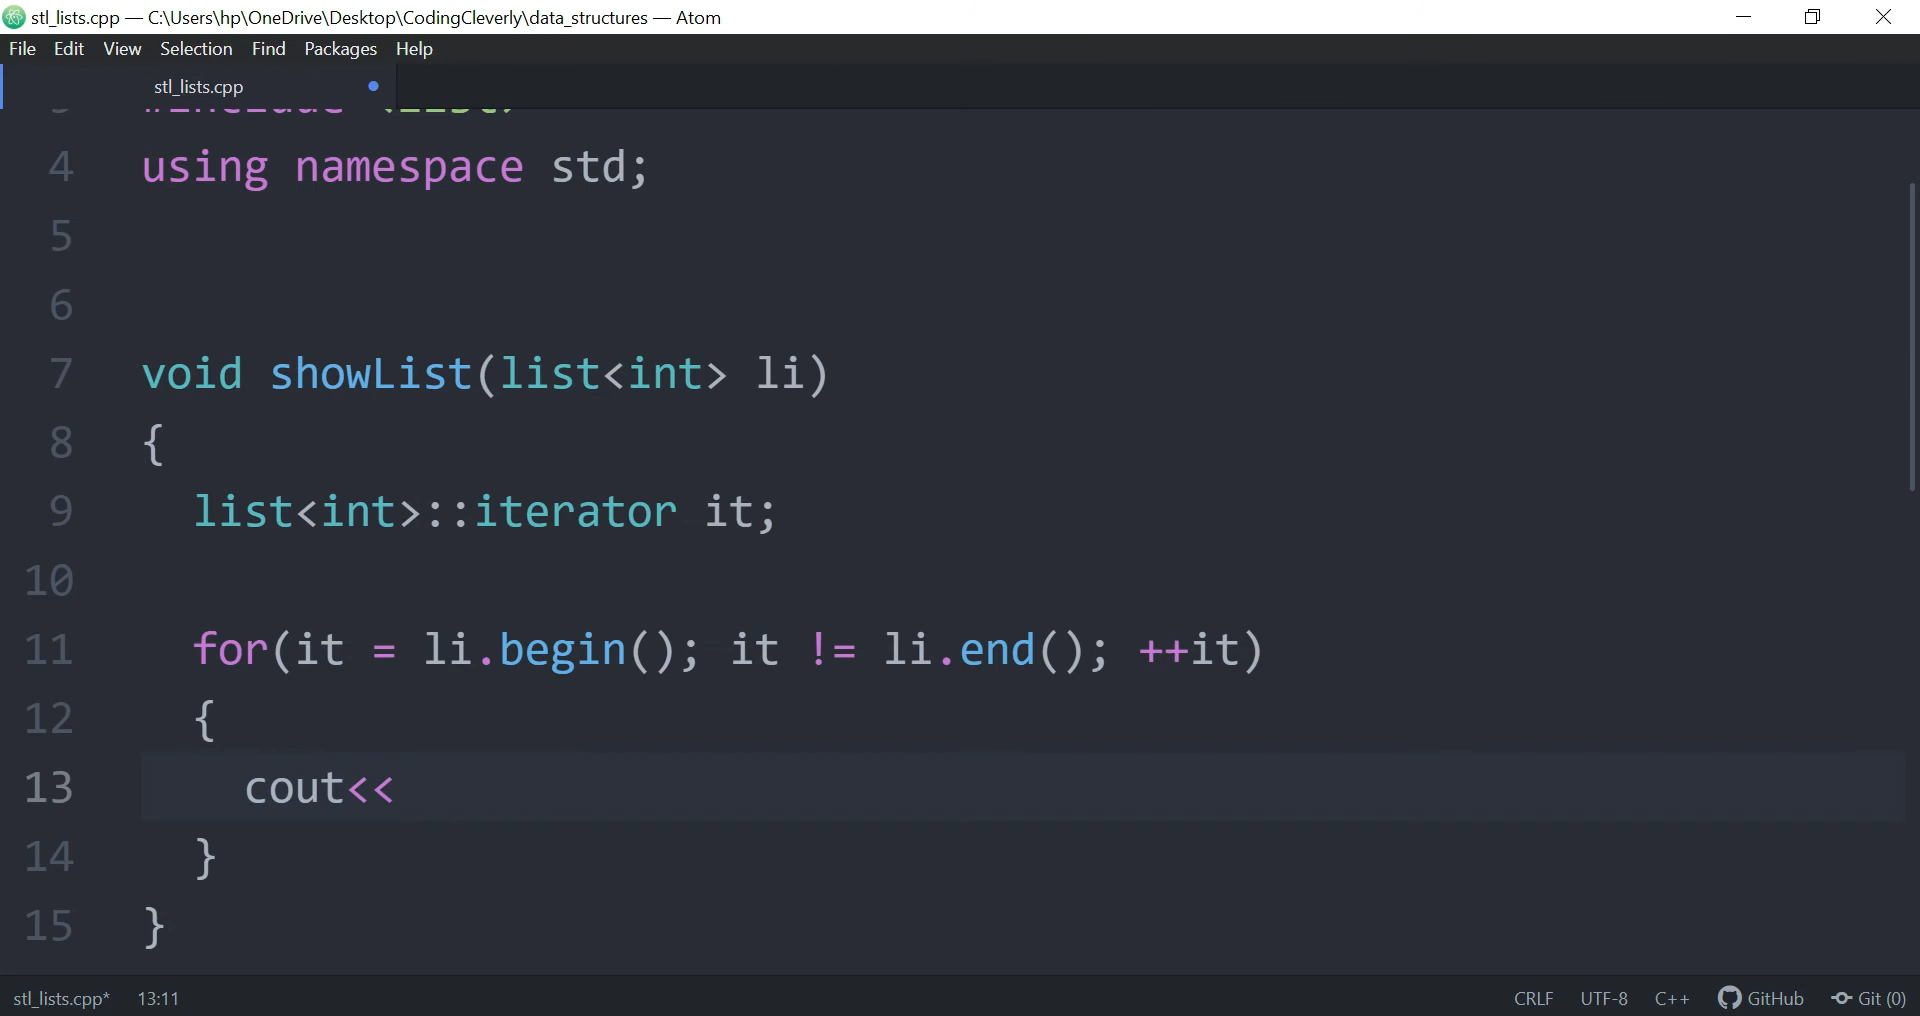 stl_lists.cpp — C:\Users\hp\OneDrive\Desktop\CodingCleverly\data_structures — Atom
File Edit View Selection Find Packages Help
stl_lists.cpp
4 using namespace std;
5
6
7 void showList(list<int> li)
8 {
9 list<int>::iterator it;
10
11 for(it = li.begin(); it != li.end(); ++it)
12 {
13 cout<<
14 }
15 }
stl_lists.cpp* 13:11 CRLF UTF-8 C++ GitHub Git (0)